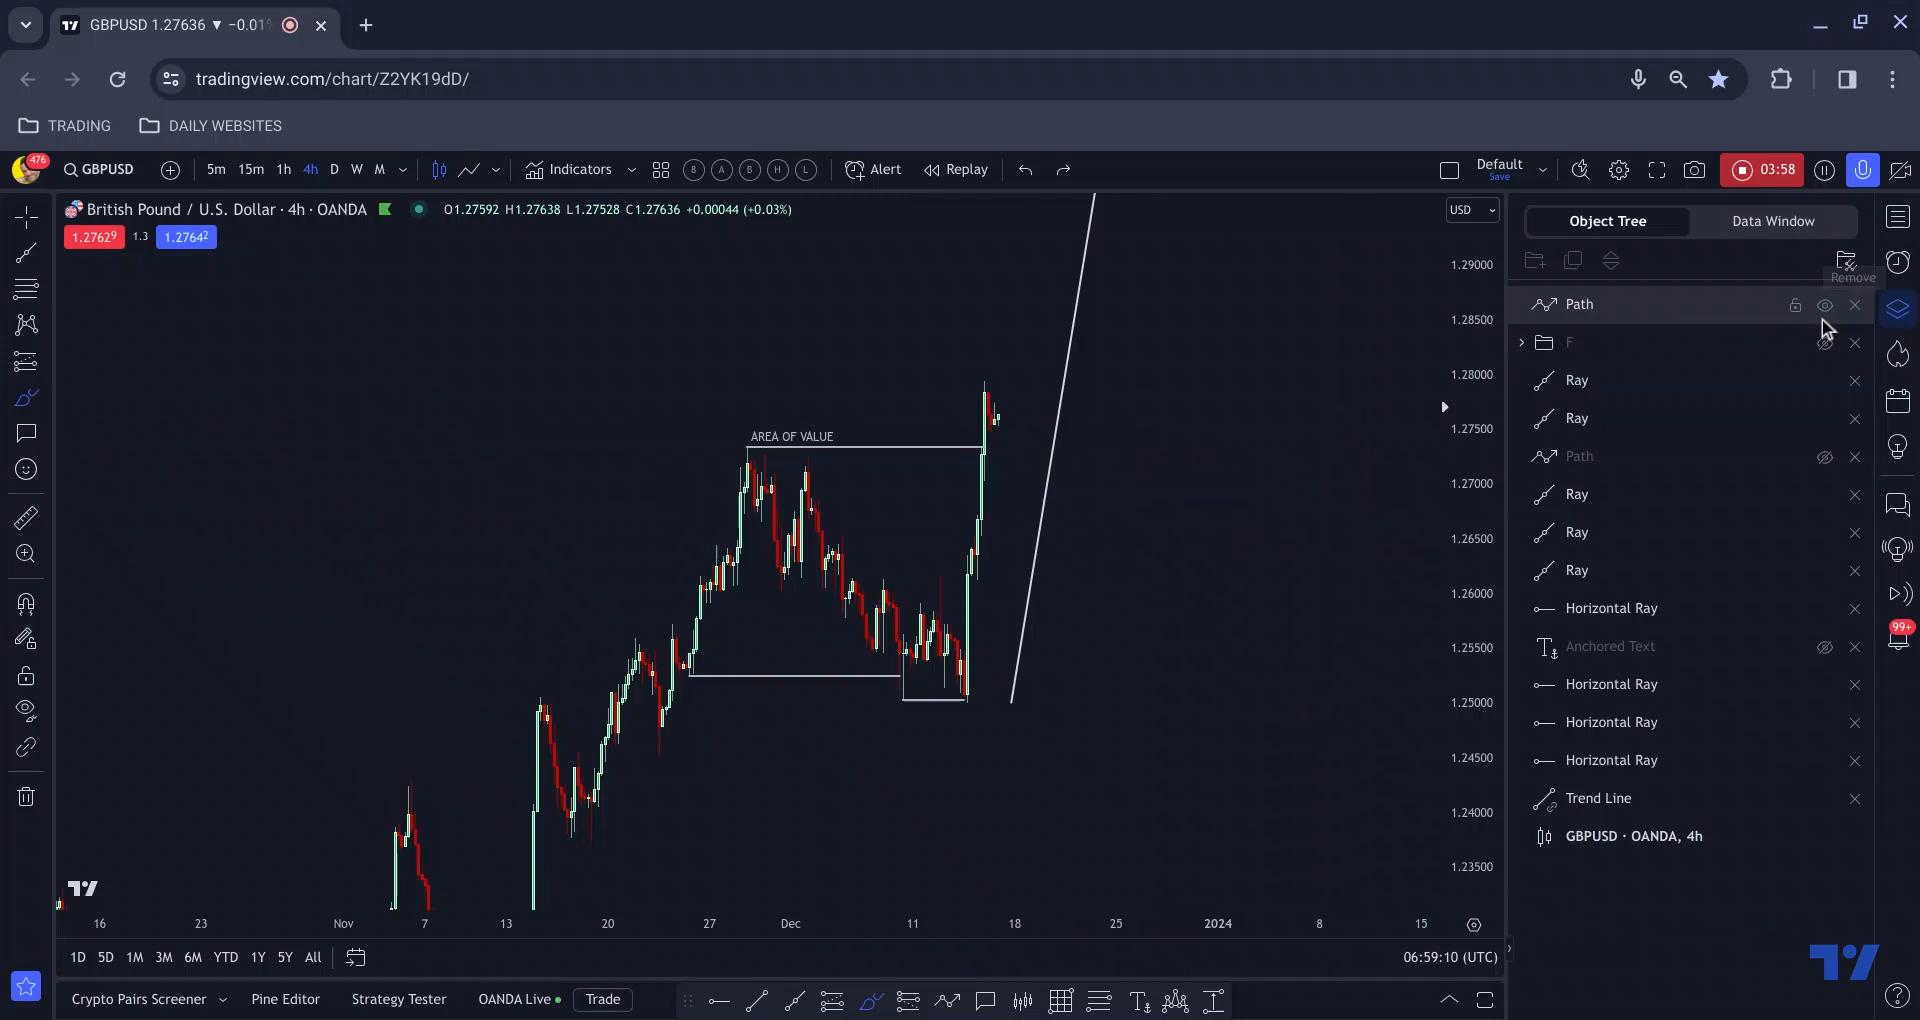 GBPUSD 1.27636 ▼ −0.01%
tradingview.com/chart/Z2YK19dD/
TRADING DAILY WEBSITES
476 GBPUSD 5m 15m 1h 4h D W M Indicators 8 A B H L Alert Replay Default Save 03:58
British Pound / U.S. Dollar · 4h · OANDA O1.27592 H1.27638 L1.27528 C1.27636 +0.00044 (+0.03%) USD
1.27629 1.3 1.27642
Object Tree Data Window
Remove
1.29000
1.28500
1.28000
1.27500
1.27000
1.26500
1.26000
1.25500
1.25000
1.24500
1.24000
1.23500
AREA OF VALUE
Path
F
Ray
Ray
Path
Ray
Ray
Ray
Horizontal Ray
Anchored Text
Horizontal Ray
Horizontal Ray
Horizontal Ray
Trend Line
GBPUSD · OANDA, 4h
99+
16 23 Nov 7 13 20 27 Dec 11 18 25 2024 8 15
1D 5D 1M 3M 6M YTD 1Y 5Y All 06:59:10 (UTC)
Crypto Pairs Screener Pine Editor Strategy Tester OANDA Live Trade